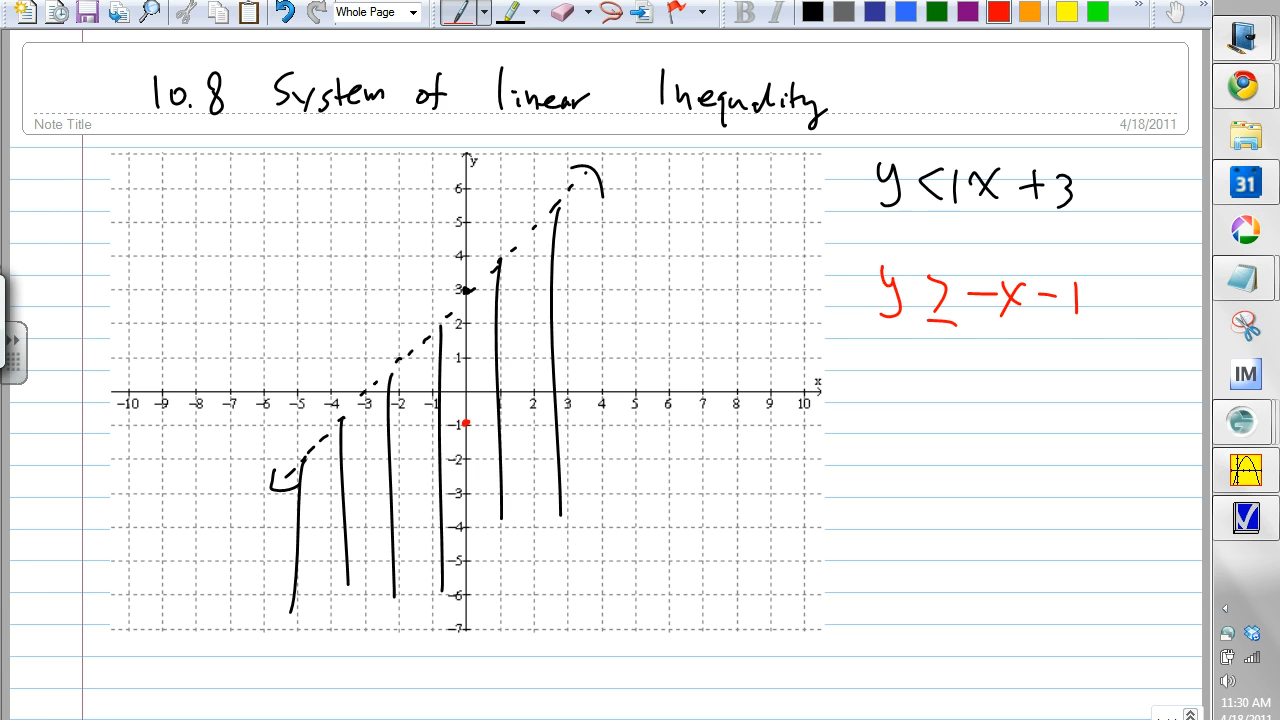 Whole Page
B I
10.8 System of linear Inequality
Note Title
4/18/2011
y < 1x + 3
y ≥ -x - 1
y
6
5
4
3
2
1
x
-10 -9 -8 -7 -6 -5 -4 -3 -2 -1 2 3 4 5 6 7 8 9 10
-1
-2
-3
-4
-5
-6
-7
31
IM
11:30 AM
4/18/2011